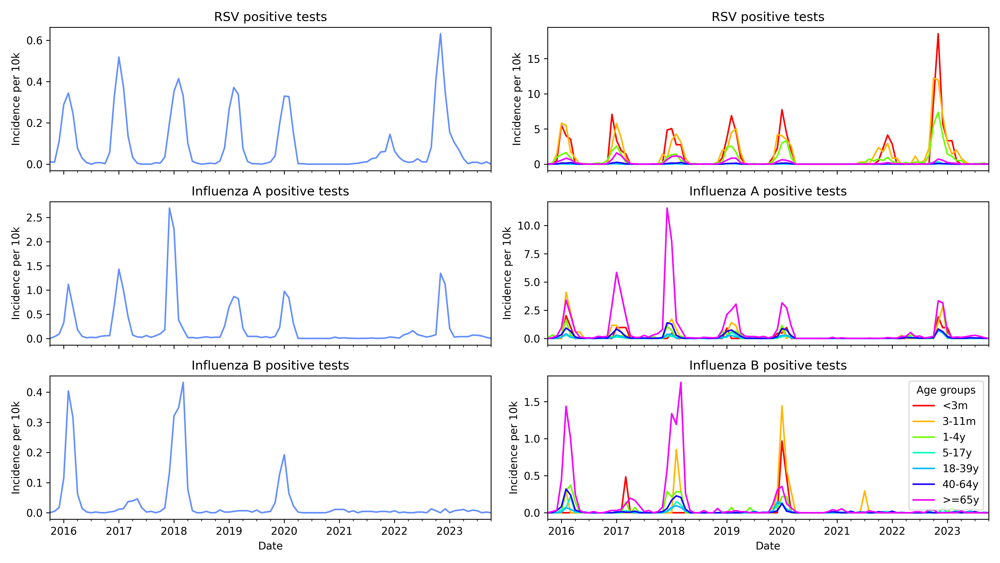 RSV positive tests
Incidence per 10k
0.6
0.4
0.2
0.0
RSV positive tests
Incidence per 10k
15
10
5
0
Influenza A positive tests
Incidence per 10k
2.5
2.0
1.5
1.0
0.5
0.0
Influenza A positive tests
Incidence per 10k
10.0
7.5
5.0
2.5
0.0
Influenza B positive tests
Incidence per 10k
0.4
0.3
0.2
0.1
0.0
2016 2017 2018 2019 2020 2021 2022 2023
Date
Influenza B positive tests
Incidence per 10k
1.5
1.0
0.5
0.0
Age groups
<3m
3-11m
1-4y
5-17y
18-39y
40-64y
>=65y
2016 2017 2018 2019 2020 2021 2022 2023
Date